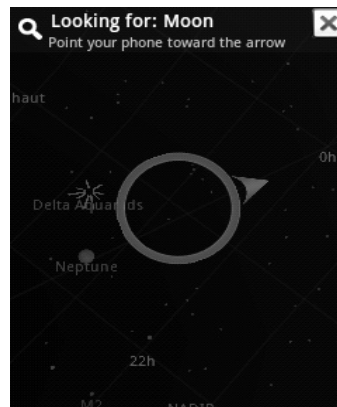 Looking for: Moon
Point your phone toward the arrow
haut
0h
Delta Aquarids
Neptune
22h
M2
NADIR